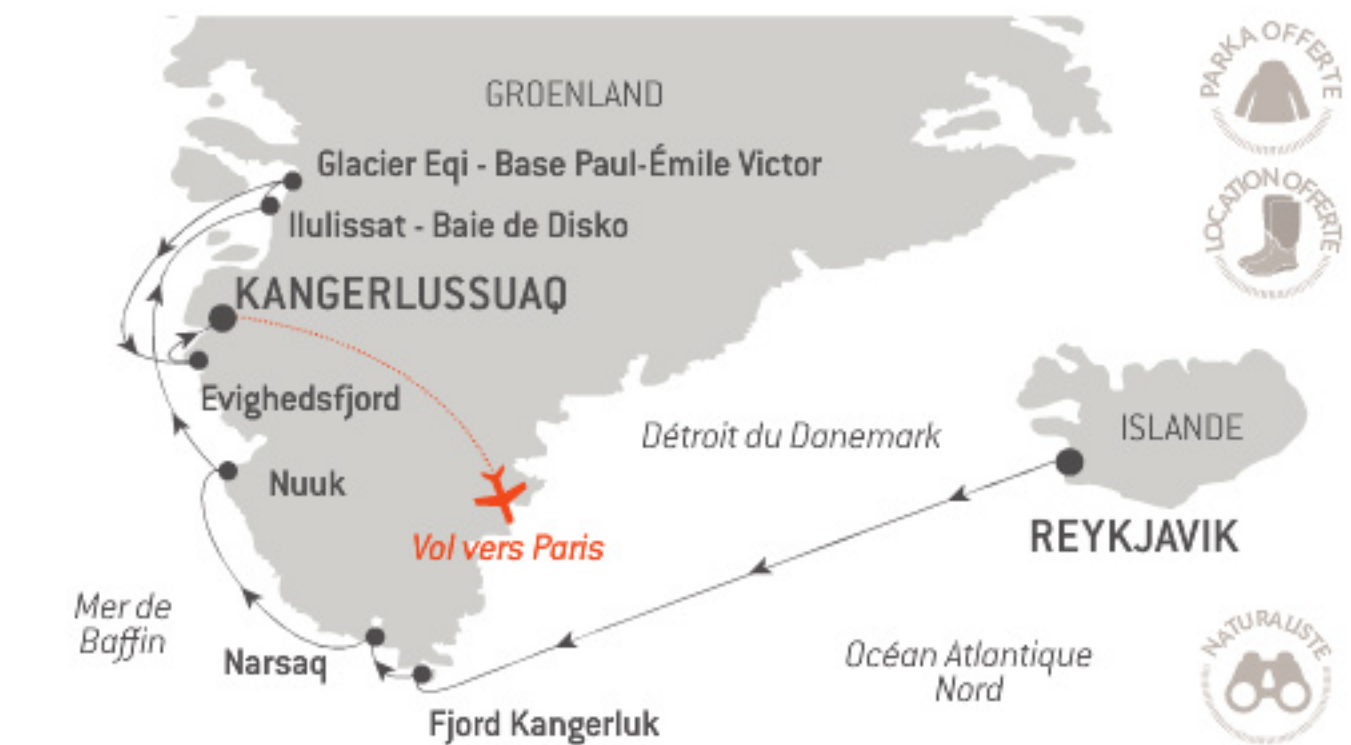 PARKA OFFERTE
GROENLAND
Glacier Eqi - Base Paul-Émile Victor
LOCATION OFFERTE
Ilulissat - Baie de Disko
KANGERLUSSUAQ
Evighedsfjord
Détroit du Danemark
ISLANDE
Nuuk
REYKJAVIK
Vol vers Paris
Mer de
Baffin
Narsaq
Océan Atlantique
Nord
NATURALISTE
Fjord Kangerluk